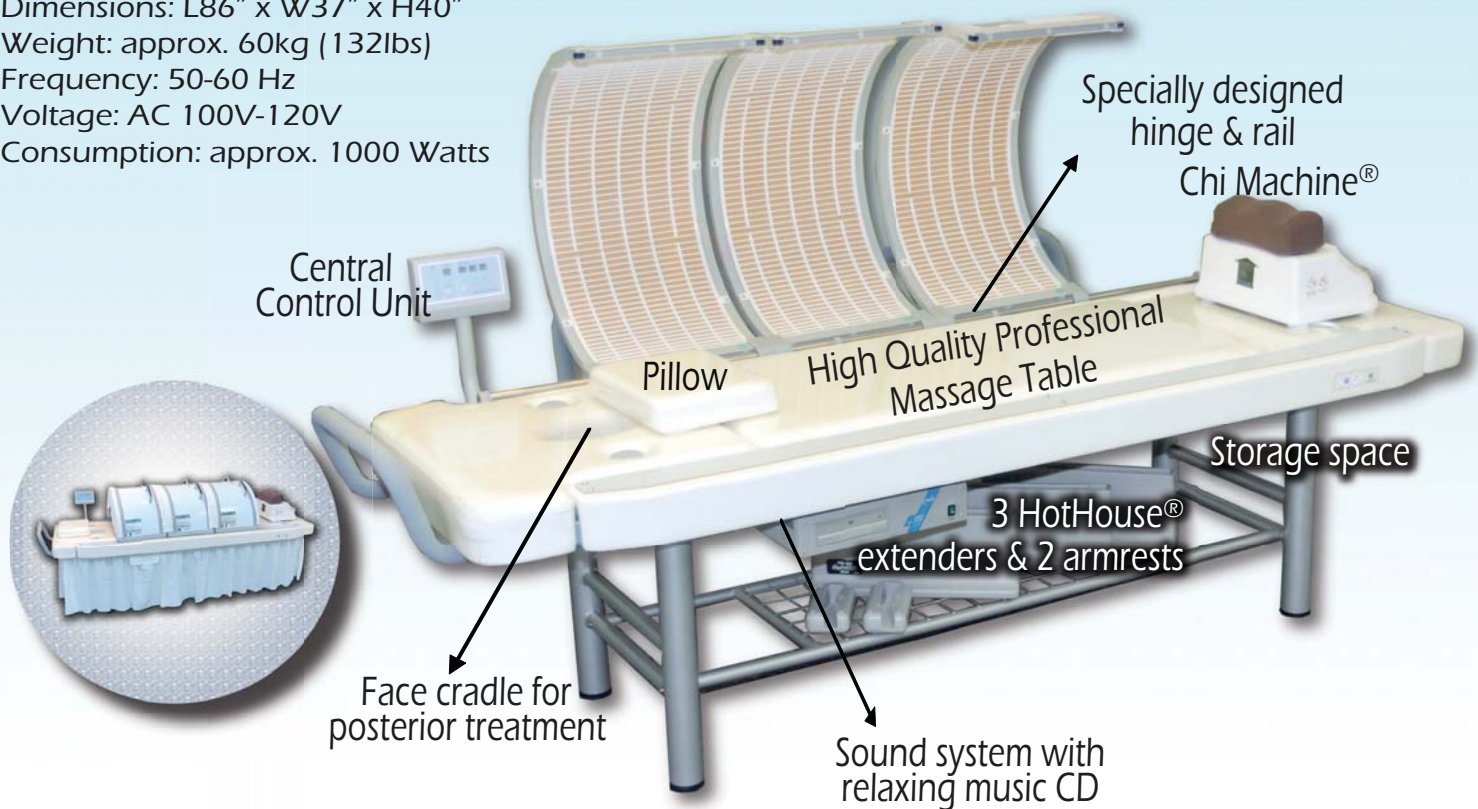 Dimensions: L86" x W37" x H40"
Weight: approx. 60kg (132lbs)
Frequency: 50-60 Hz
Voltage: AC 100V-120V
Consumption: approx. 1000 Watts
Specially designed
hinge & rail
Chi Machine®
Central
Control Unit
Pillow
High Quality Professional
Massage Table
Storage space
3 HotHouse®
extenders & 2 armrests
Face cradle for
posterior treatment
Sound system with
relaxing music CD